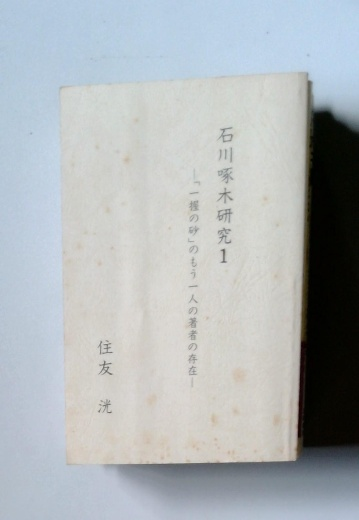 石川啄木研究1
―「一握の砂」のもう一人の著者の存在―
住友 洸